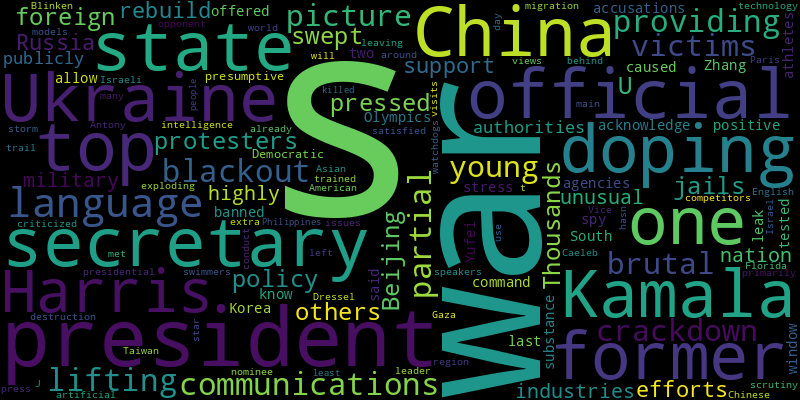 Blinken
foreign
rebuild
offered
opponent
migration
accusations
technology
models
world
Russia
state
picture
China
providing
athletes
publicly
swept
two
around
leaving
day
victims
will
views
behind
Paris
allow
Israeli
presumptive
support
caused
Zhang
Ukraine
many
people
killed
pressed
S
war
official
U
main
Antony
intelligence
already
Olympics
visits
watchdogs
storm
top
protesters
satisfied
authorities
acknowledge
positive
trail
Democratic
blackout
Asian
trained
American
young
doping
agencies
military
exploding
highly
stress
t
unusual
jails
language
banned
extra
Philippines
issues
partial
Thousands
Vice
spy
competitors
English
criticized
conduct
use
South
hasn
one
leak
tested
Israel
secretary
met
left
Beijing
Yufei
Caeleb
nation
presidential
swimmers
policy
speakers
brutal
Florida
Harris
know
said
command
Kamala
primarily
destruction
Korea
Dressel
others
Gaza
substance
window
president
star
last
former
crackdown
Taiwan
region
lifting
nominee
least
leader
press
J
communications
industries
efforts
scrutiny
artificial
Chinese